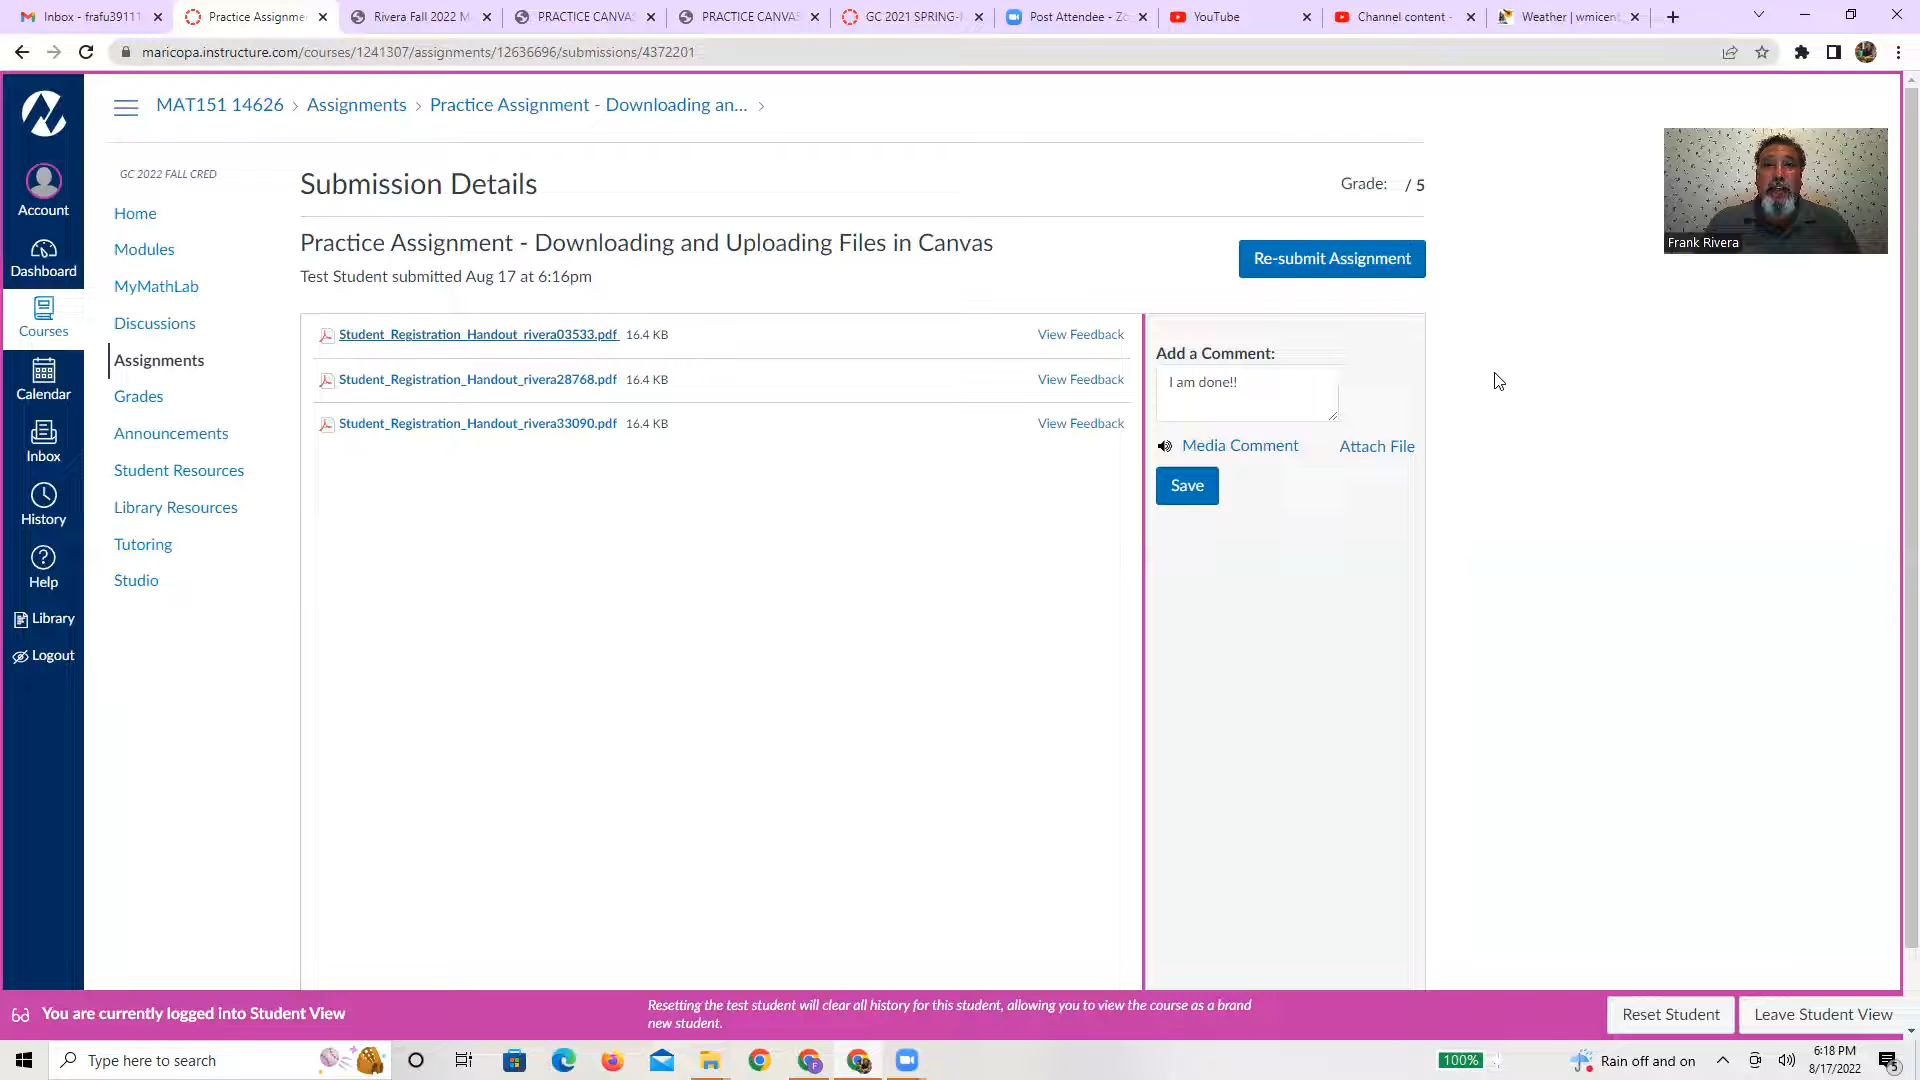 Inbox - frafu39111
Practice Assignme
Rivera Fall 2022 M
PRACTICE CANVAS
PRACTICE CANVAS
GC 2021 SPRING-
Post Attendee - Zo
YouTube
Channel content -
Weather | wmicent
maricopa.instructure.com/courses/1241307/assignments/12636696/submissions/4372201
MAT151 14626 > Assignments > Practice Assignment - Downloading an... >
Account
Dashboard
Courses
Calendar
Inbox
History
Help
Library
Logout
GC 2022 FALL CRED
Home
Modules
MyMathLab
Discussions
Assignments
Grades
Announcements
Student Resources
Library Resources
Tutoring
Studio
Submission Details
Grade: / 5
Practice Assignment - Downloading and Uploading Files in Canvas
Test Student submitted Aug 17 at 6:16pm
Re-submit Assignment
Student_Registration_Handout_rivera03533.pdf 16.4 KB View Feedback
Student_Registration_Handout_rivera28768.pdf 16.4 KB View Feedback
Student_Registration_Handout_rivera33090.pdf 16.4 KB View Feedback
Add a Comment:
I am done!!
Media Comment
Attach File
Save
Frank Rivera
You are currently logged into Student View
Resetting the test student will clear all history for this student, allowing you to view the course as a brand
new student.
Reset Student
Leave Student View
Type here to search
100%
Rain off and on
6:18 PM
8/17/2022
5